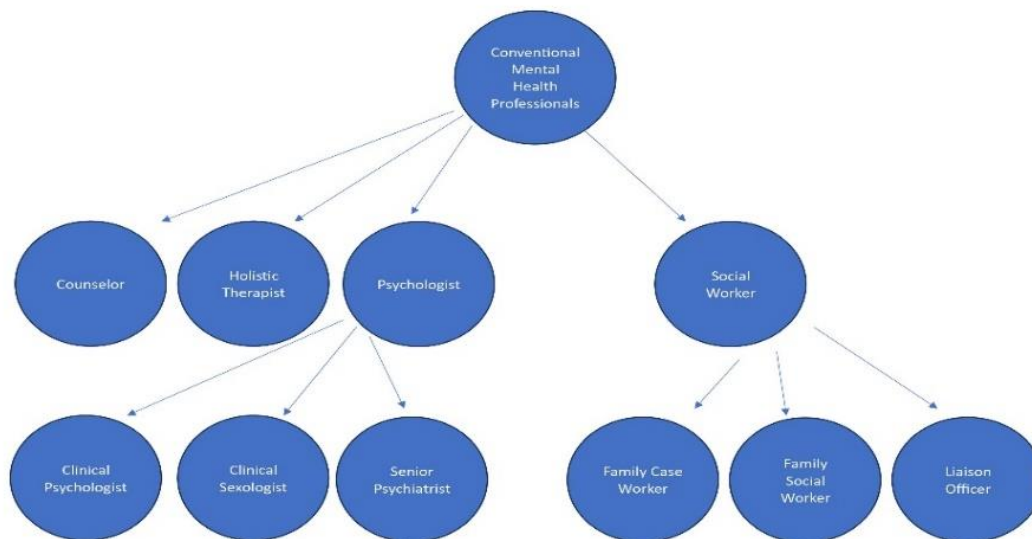 Conventional
Mental
Health
Professionals
Counselor
Holistic
Therapist
Psychologist
Social
Worker
Clinical
Psychologist
Clinical
Sexologist
Senior
Psychiatrist
Family Case
Worker
Family
Social
Worker
Liaison
Officer